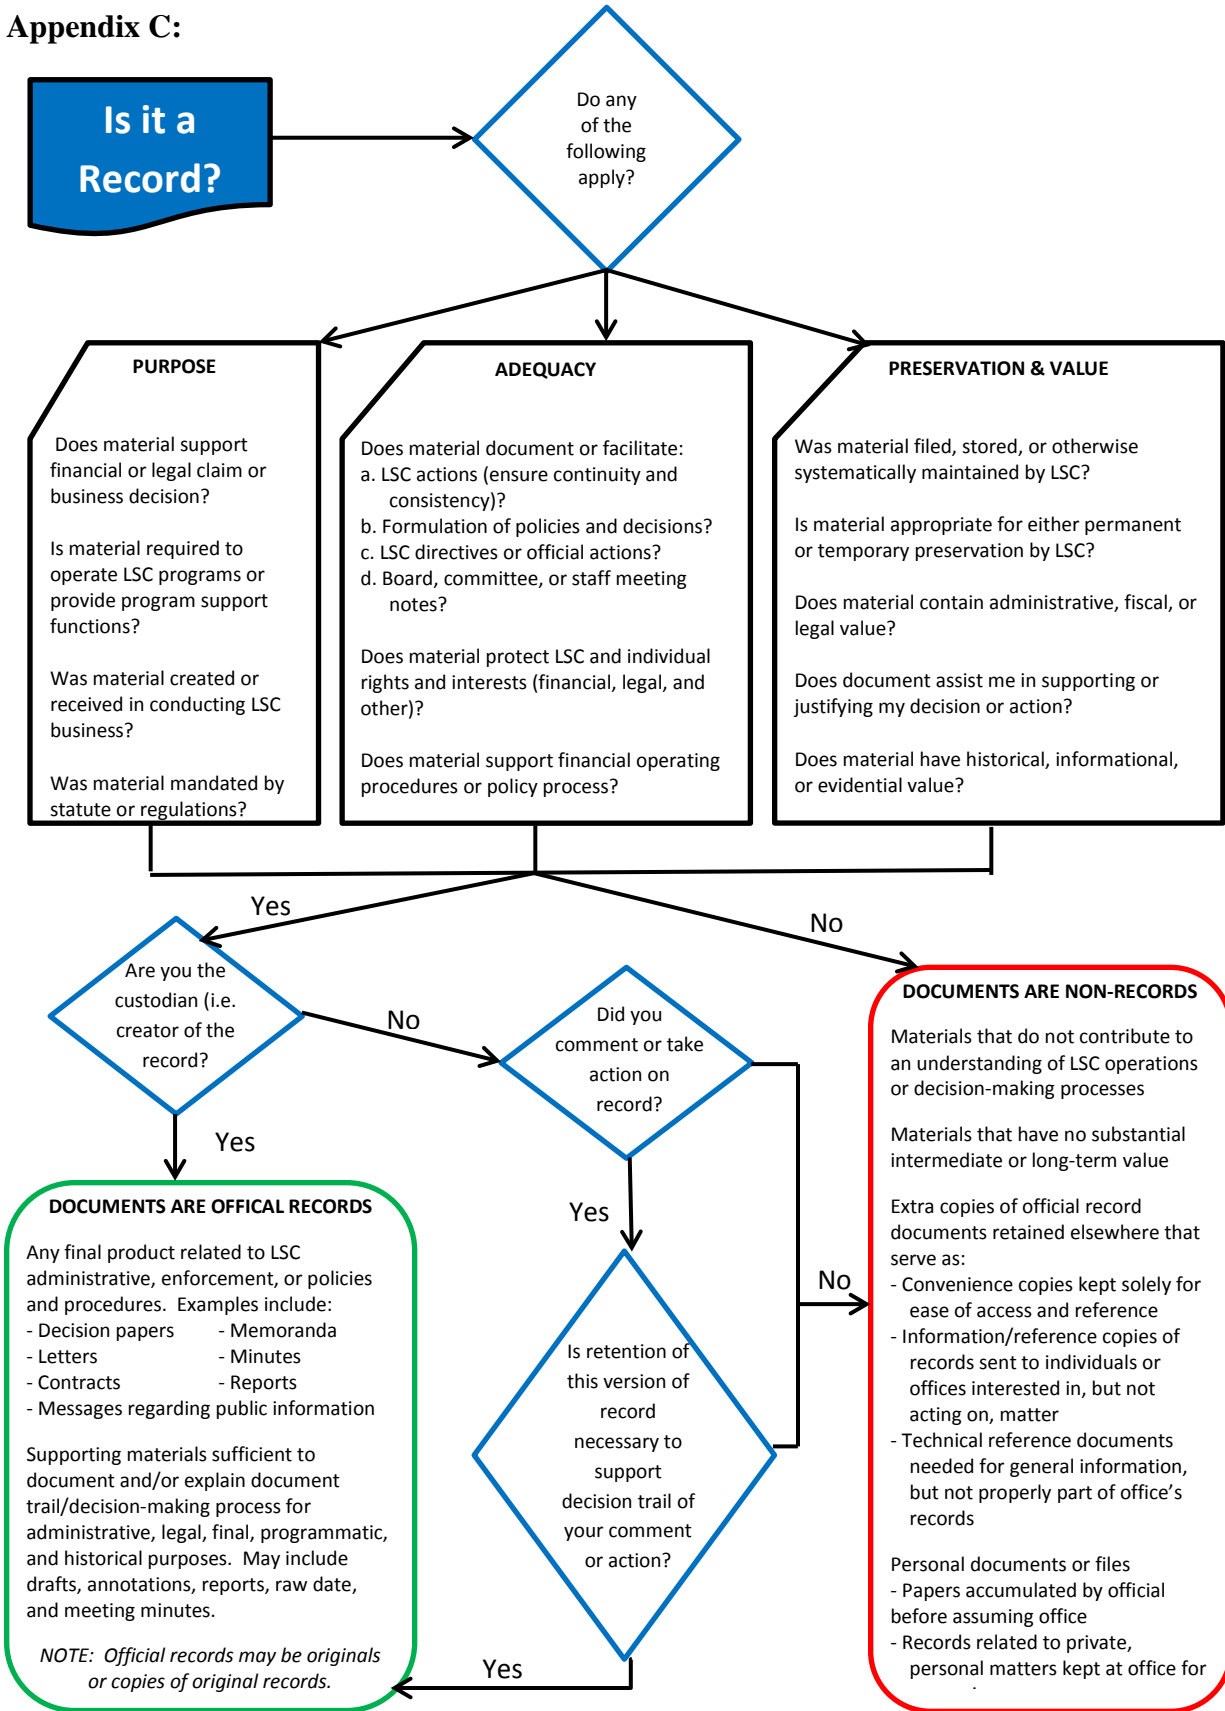 Appendix C:
Is it a
Record?
Do any
of the
following
apply?
PURPOSE
Does material support
financial or legal claim or
business decision?
Is material required to
operate LSC programs or
provide program support
functions?
Was material created or
received in conducting LSC
business?
Was material mandated by
statute or regulations?
ADEQUACY
Does material document or facilitate:
a. LSC actions (ensure continuity and
consistency)?
b. Formulation of policies and decisions?
c. LSC directives or official actions?
d. Board, committee, or staff meeting
notes?
Does material protect LSC and individual
rights and interests (financial, legal, and
other)?
Does material support financial operating
procedures or policy process?
PRESERVATION & VALUE
Was material filed, stored, or otherwise
systematically maintained by LSC?
Is material appropriate for either permanent
or temporary preservation by LSC?
Does material contain administrative, fiscal, or
legal value?
Does document assist me in supporting or
justifying my decision or action?
Does material have historical, informational,
or evidential value?
Yes
No
Are you the
custodian (i.e.
creator of the
record?
No
Did you
comment or take
action on
record?
Yes
Yes
No
Is retention of
this version of
record
necessary to
support
decision trail of
your comment
or action?
Yes
DOCUMENTS ARE OFFICAL RECORDS
Any final product related to LSC
administrative, enforcement, or policies
and procedures.  Examples include:
- Decision papers - Memoranda
- Letters - Minutes
- Contracts - Reports
- Messages regarding public information
Supporting materials sufficient to
document and/or explain document
trail/decision-making process for
administrative, legal, final, programmatic,
and historical purposes.  May include
drafts, annotations, reports, raw date,
and meeting minutes.
NOTE:  Official records may be originals
or copies of original records.
DOCUMENTS ARE NON-RECORDS
Materials that do not contribute to
an understanding of LSC operations
or decision-making processes
Materials that have no substantial
intermediate or long-term value
Extra copies of official record
documents retained elsewhere that
serve as:
- Convenience copies kept solely for
ease of access and reference
- Information/reference copies of
records sent to individuals or
offices interested in, but not
acting on, matter
- Technical reference documents
needed for general information,
but not properly part of office's
records
Personal documents or files
- Papers accumulated by official
before assuming office
- Records related to private,
personal matters kept at office for